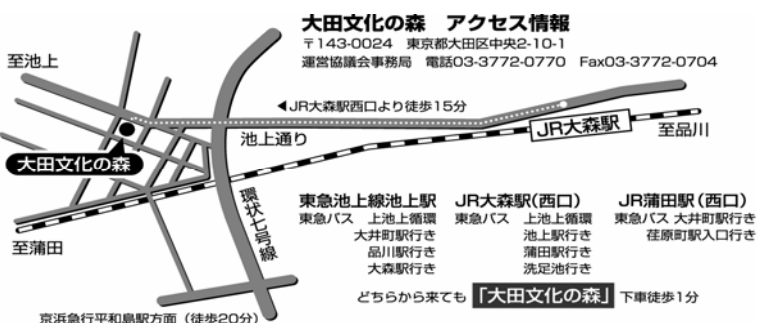 大田文化の森　アクセス情報
〒143-0024　東京都大田区中央2-10-1
運営協議会事務局　電話03-3772-0770　Fax03-3772-0704
至池上
◀JR大森駅西口より徒歩15分
池上通り
JR大森駅
至品川
大田文化の森
環状七号線
至蒲田
東急池上線池上駅
東急バス　上池上循環
大井町駅行き
品川駅行き
大森駅行き
JR大森駅(西口)
東急バス　上池上循環
池上駅行き
蒲田駅行き
洗足池行き
JR蒲田駅(西口)
東急バス 大井町駅行き
荏原町駅入口行き
どちらから来ても「大田文化の森」下車徒歩1分
京浜急行平和島駅方面（徒歩20分）